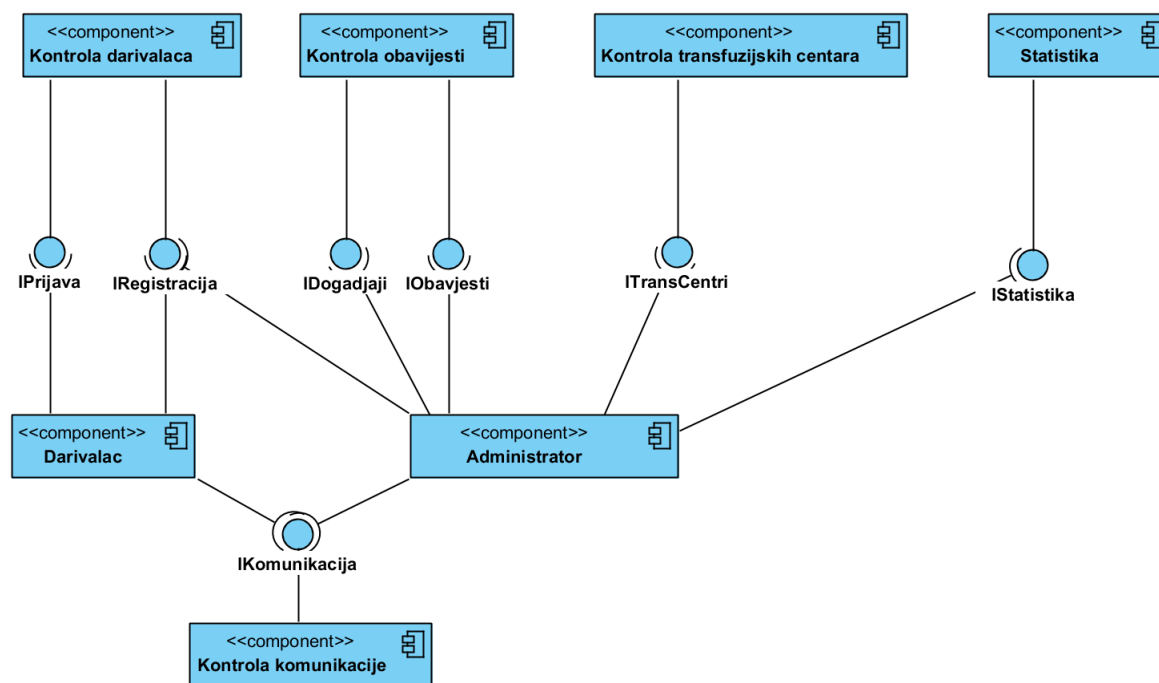 <<component>>
Kontrola darivalaca
<<component>>
Kontrola obavijesti
<<component>>
Kontrola transfuzijskih centara
<<component>>
Statistika
IPrijava
IRegistracija
IDogadjaji
IObavjesti
ITransCentri
IStatistika
<<component>>
Darivalac
<<component>>
Administrator
IKomunikacija
<<component>>
Kontrola komunikacije